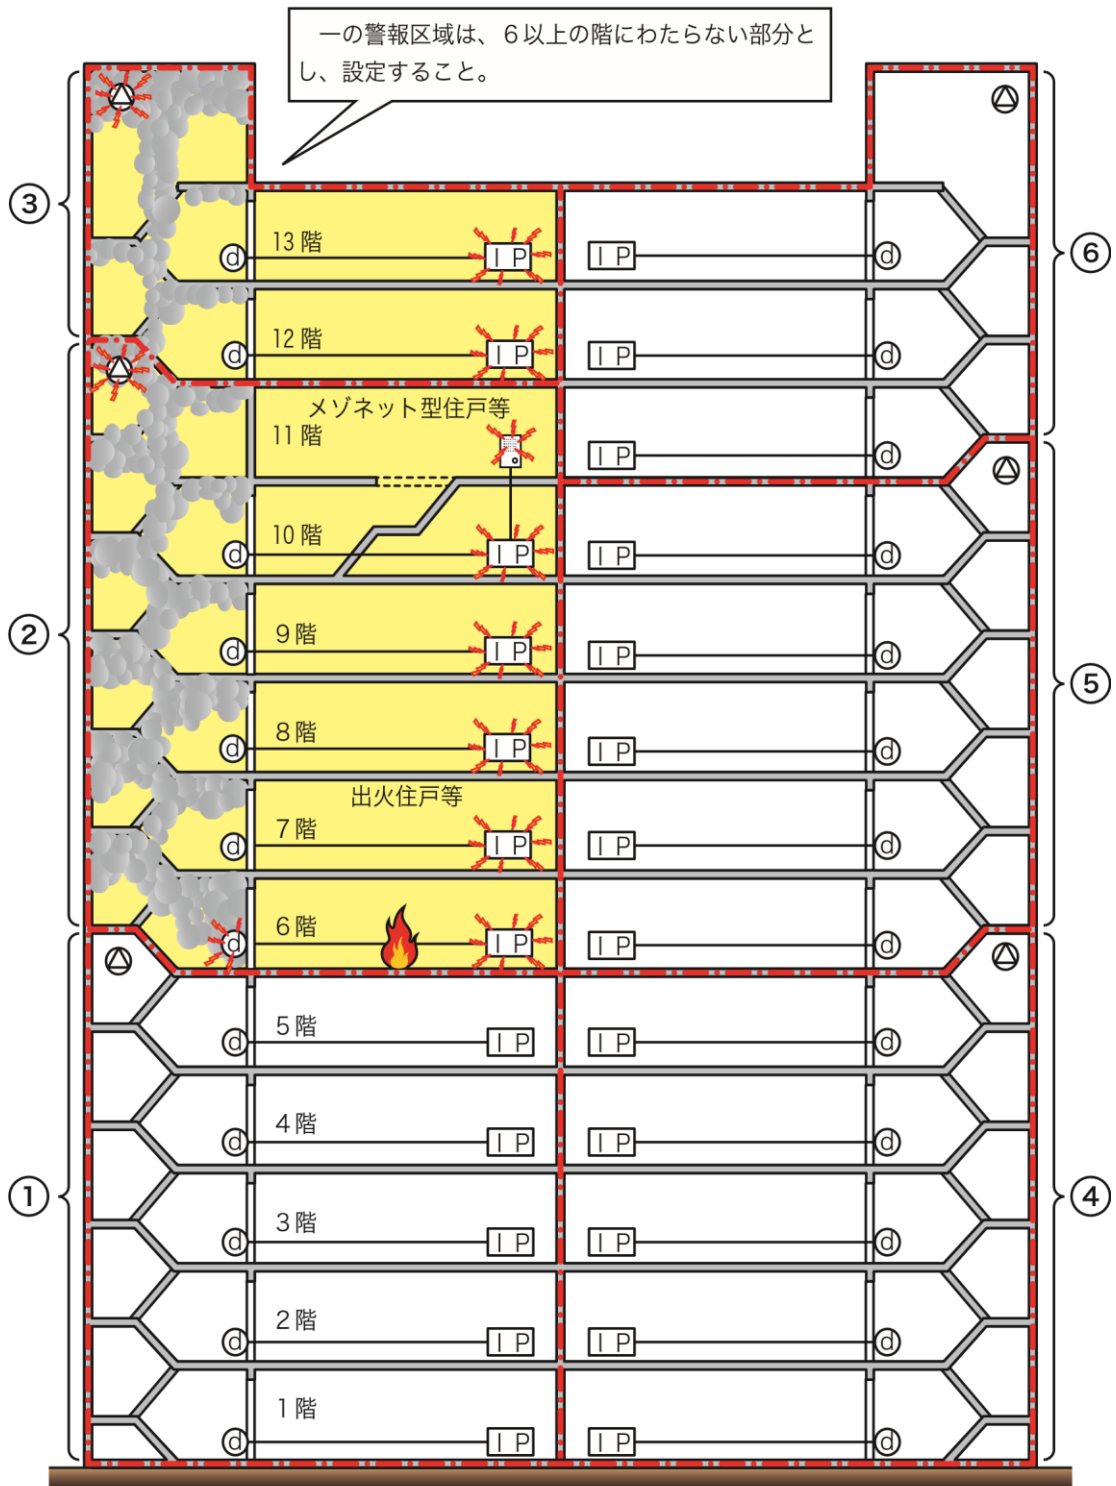 一の警報区域は、６以上の階にわたらない部分と
し、設定すること。
③
⑥
13階
ｄ
ＩＰ
ＩＰ
ｄ
12階
ｄ
ＩＰ
ＩＰ
ｄ
メゾネット型住戸等
11階
ＩＰ
ｄ
10階
ｄ
ＩＰ
ＩＰ
ｄ
②
⑤
9階
ｄ
ＩＰ
ＩＰ
ｄ
8階
ｄ
ＩＰ
ＩＰ
ｄ
出火住戸等
7階
ｄ
ＩＰ
ＩＰ
ｄ
6階
ｄ
ＩＰ
ＩＰ
ｄ
5階
ｄ
ＩＰ
ＩＰ
ｄ
4階
ｄ
ＩＰ
ＩＰ
ｄ
①
④
3階
ｄ
ＩＰ
ＩＰ
ｄ
2階
ｄ
ＩＰ
ＩＰ
ｄ
1階
ｄ
ＩＰ
ＩＰ
ｄ